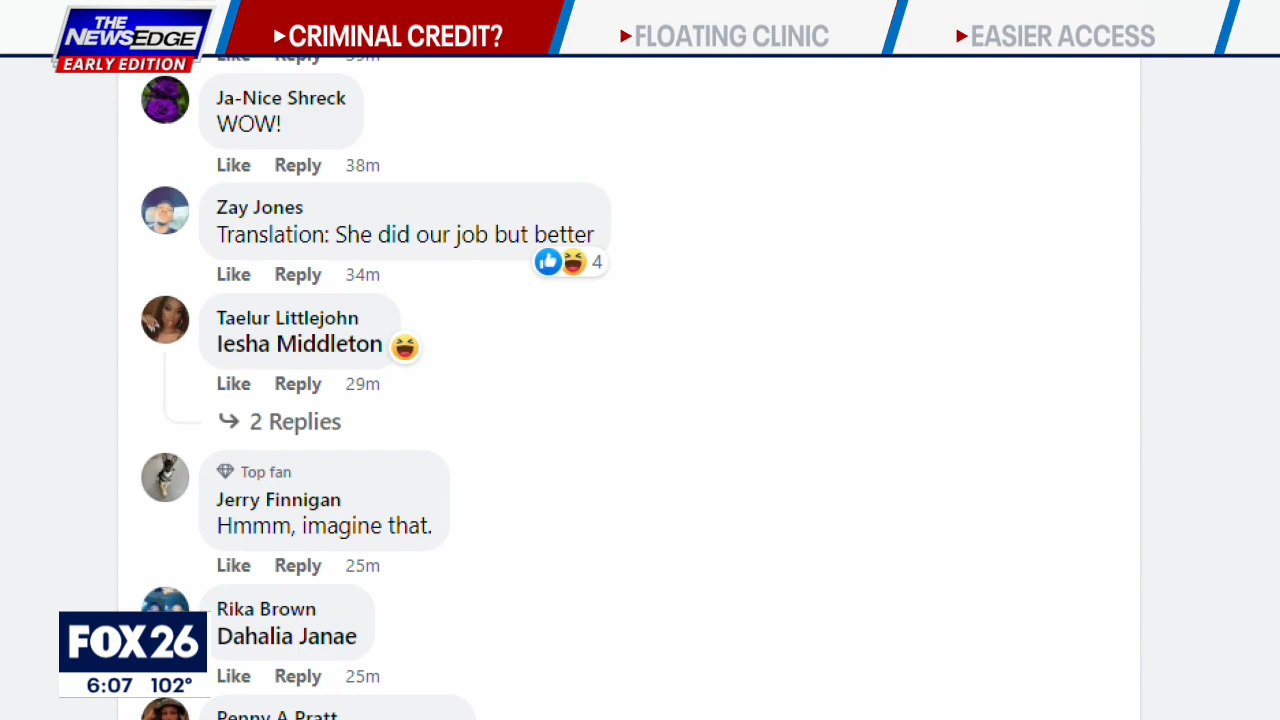 THE
NEWSEDGE
EARLY EDITION
CRIMINAL CREDIT?
FLOATING CLINIC
EASIER ACCESS
Like Reply 39m
Ja-Nice Shreck
WOW!
Like Reply 38m
Zay Jones
Translation: She did our job but better
4
Like Reply 34m
Taelur Littlejohn
Iesha Middleton
Like Reply 29m
2 Replies
Top fan
Jerry Finnigan
Hmmm, imagine that.
Like Reply 25m
Rika Brown
Dahalia Janae
Like Reply 25m
Penny A Pratt
FOX 26
6:07 102°